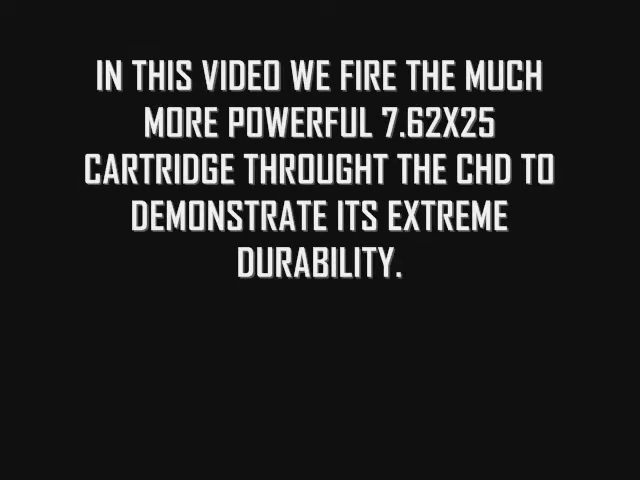 IN THIS VIDEO WE FIRE THE MUCH
MORE POWERFUL 7.62X25
CARTRIDGE THROUGHT THE CHD TO
DEMONSTRATE ITS EXTREME
DURABILITY.